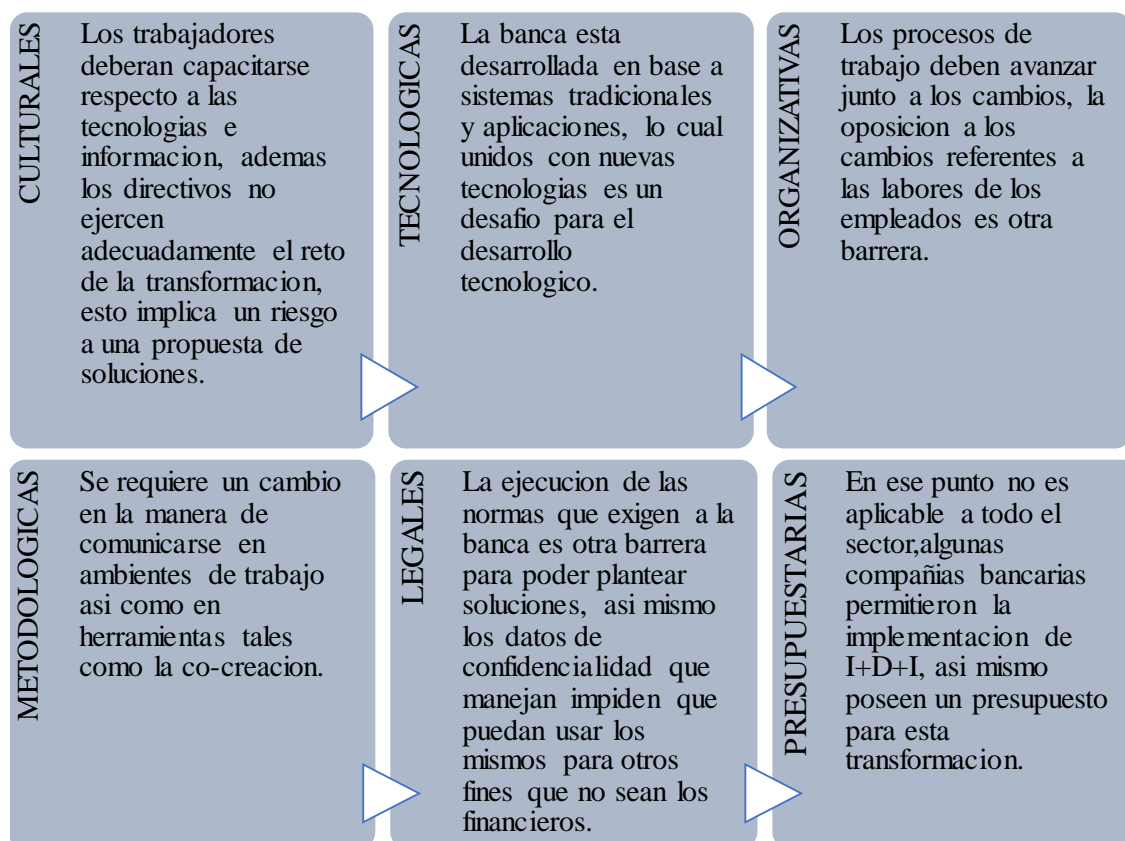 CULTURALES
Los trabajadores
deberan capacitarse
respecto a las
tecnologias e
informacion, ademas
los directivos no
ejercen
adecuadamente el reto
de la transformacion,
esto implica un riesgo
a una propuesta de
soluciones.
TECNOLOGICAS
La banca esta
desarrollada en base a
sistemas tradicionales
y aplicaciones, lo cual
unidos con nuevas
tecnologias es un
desafio para el
desarrollo
tecnologico.
ORGANIZATIVAS
Los procesos de
trabajo deben avanzar
junto a los cambios, la
oposicion a los
cambios referentes a
las labores de los
empleados es otra
barrera.
METODOLOGICAS
Se requiere un cambio
en la manera de
comunicarse en
ambientes de trabajo
asi como en
herramientas tales
como la co-creacion.
LEGALES
La ejecucion de las
normas que exigen a la
banca es otra barrera
para poder plantear
soluciones, asi mismo
los datos de
confidencialidad que
manejan impiden que
puedan usar los
mismos para otros
fines que no sean los
financieros.
PRESUPUESTARIAS
En ese punto no es
aplicable a todo el
sector,algunas
compañias bancarias
permitieron la
implementacion de
I+D+I, asi mismo
poseen un presupuesto
para esta
transformacion.